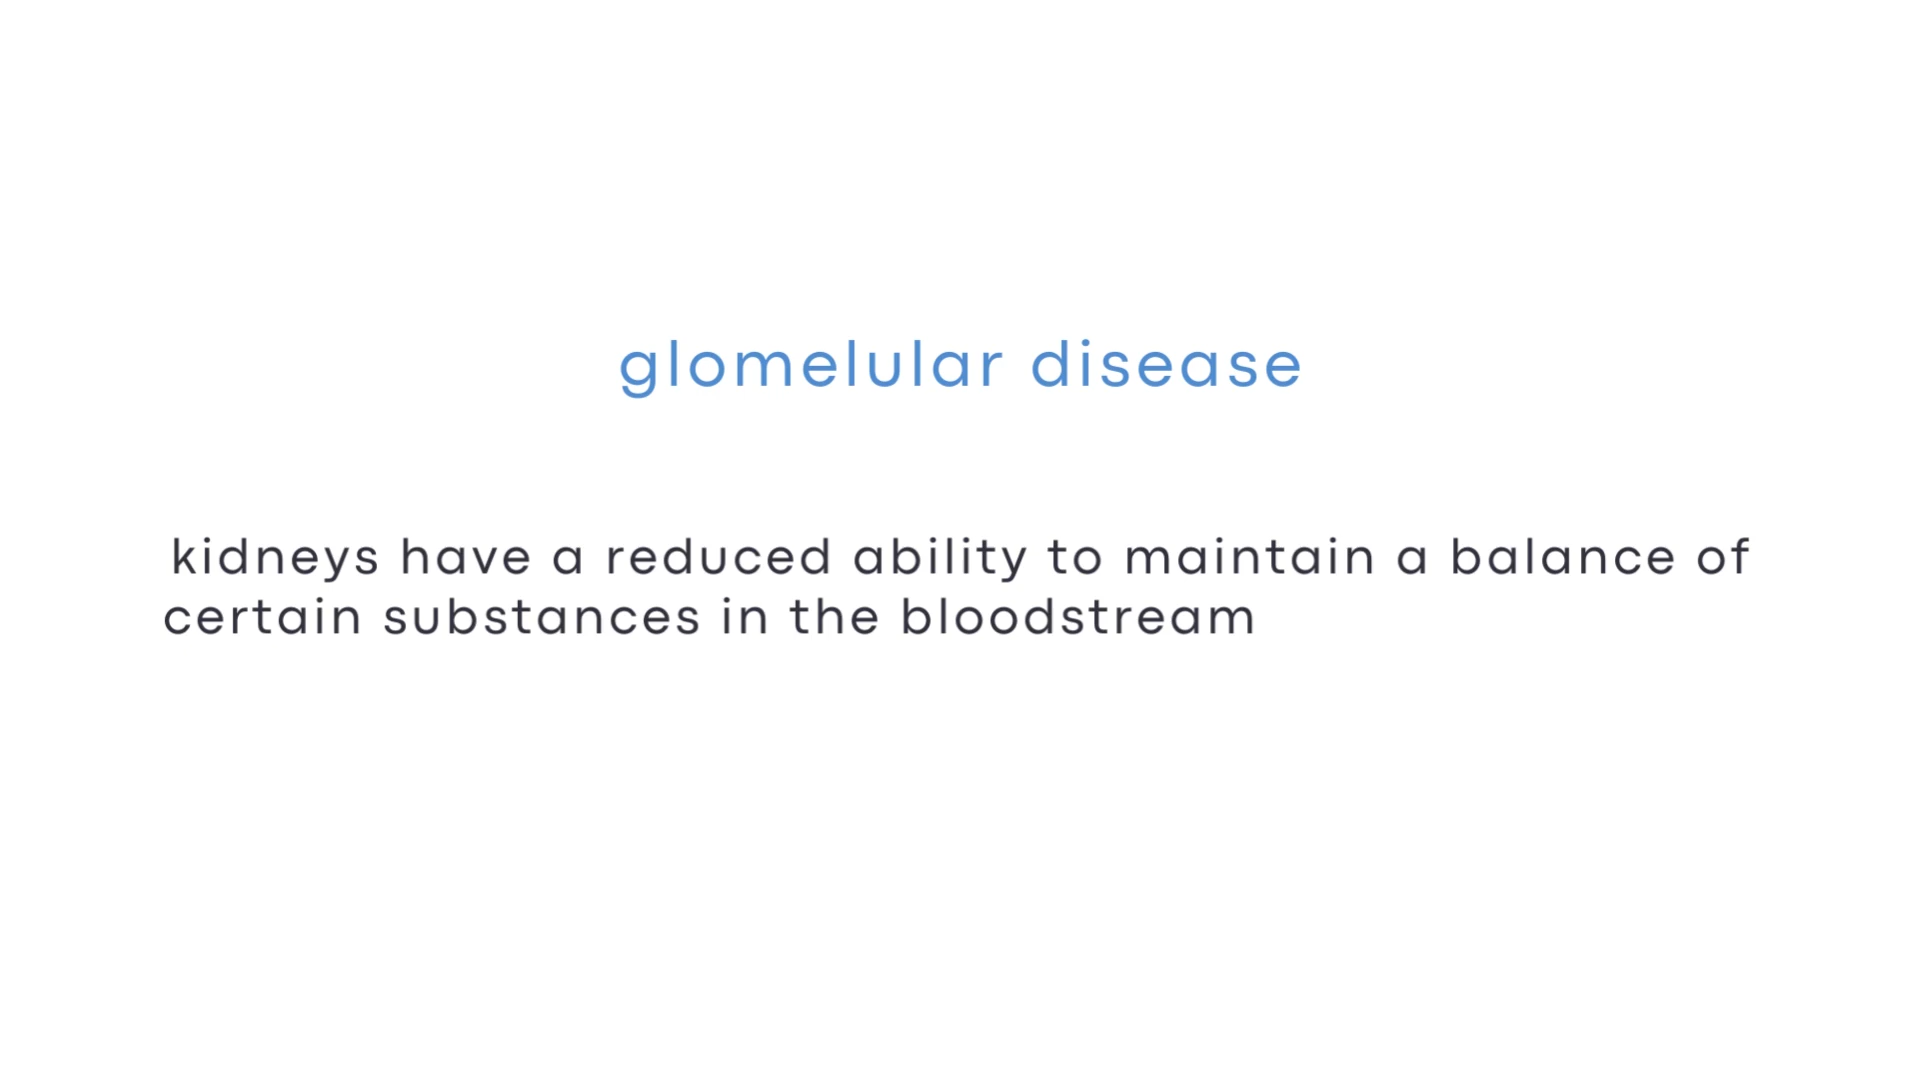 glomelular disease
kidneys have a reduced ability to maintain a balance of
certain substances in the bloodstream